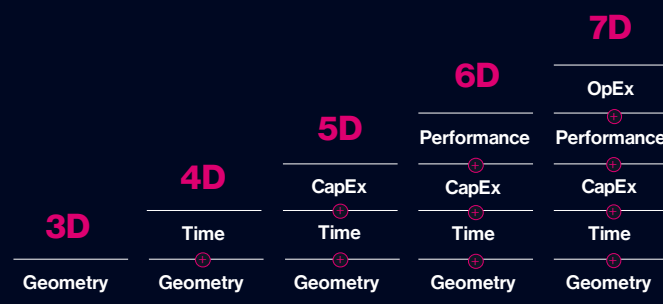 7D
OpEx
6D
Performance
Performance
5D
CapEx
CapEx
CapEx
4D
Time
Time
Time
Time
3D
Geometry
Geometry
Geometry
Geometry
Geometry